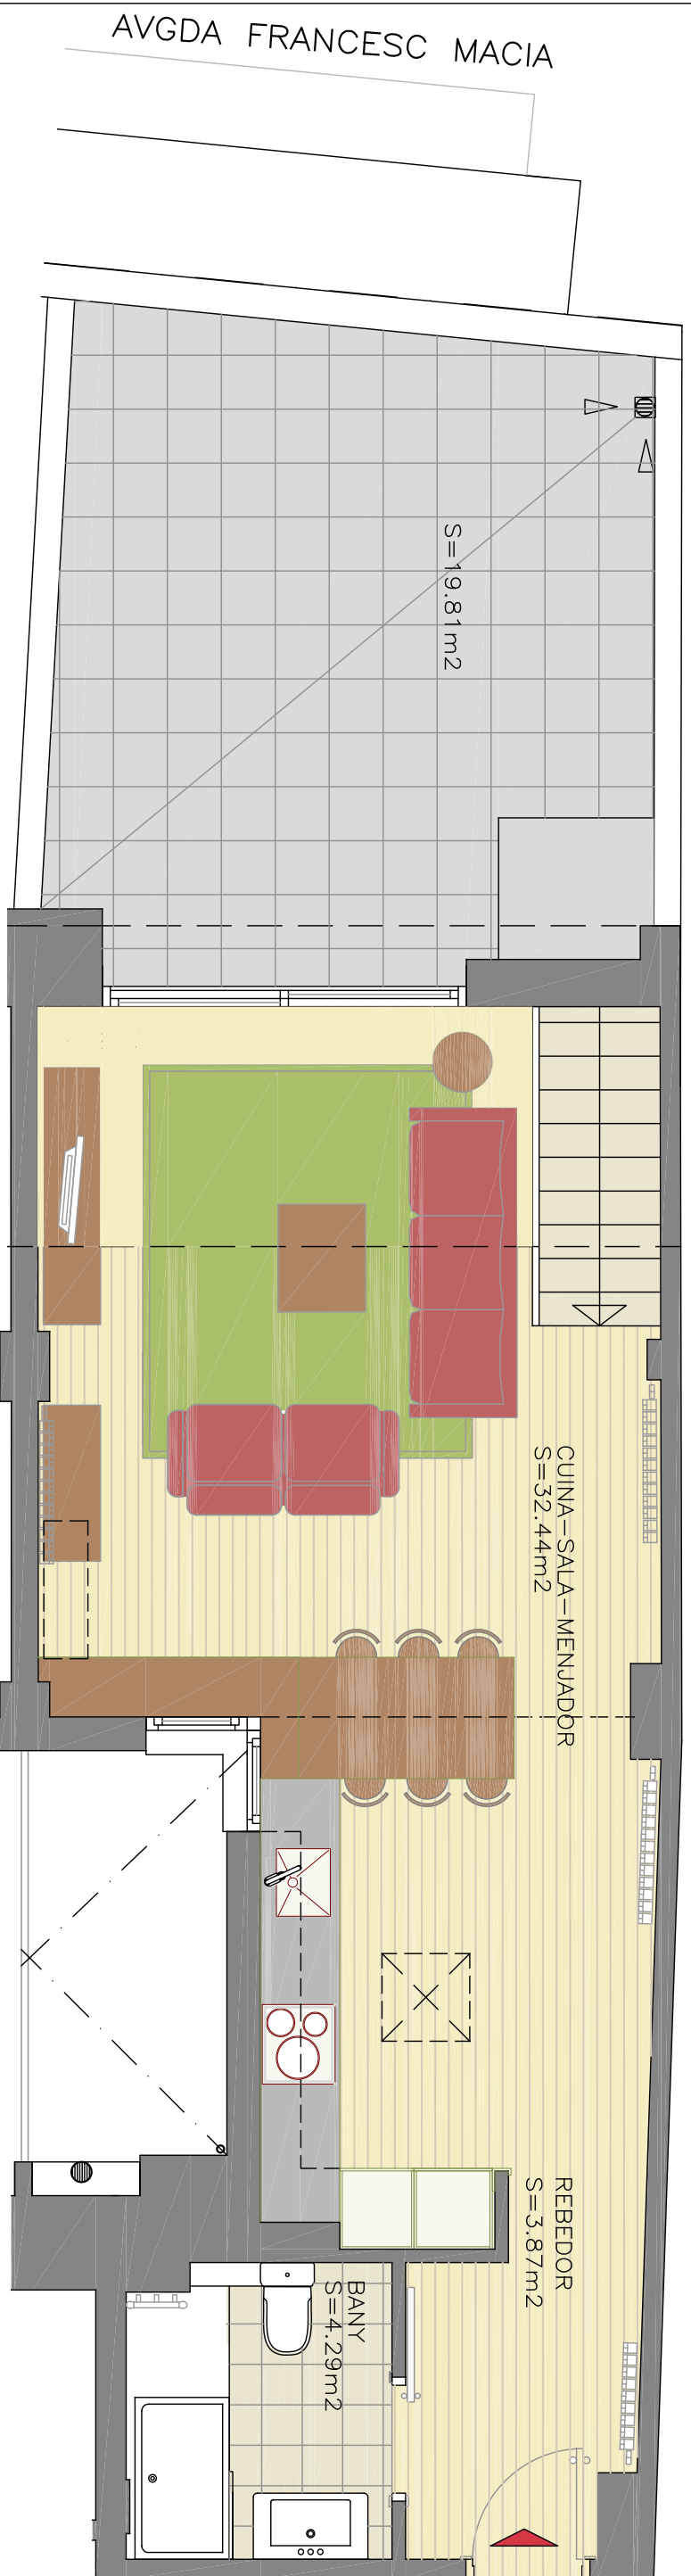 AVGDA FRANCESC MACIA
S=19.81m2
CUINA-SALA-MENJADOR
S=32.44m2
REBEDOR
S=3.87m2
BANY
S=4.29m2